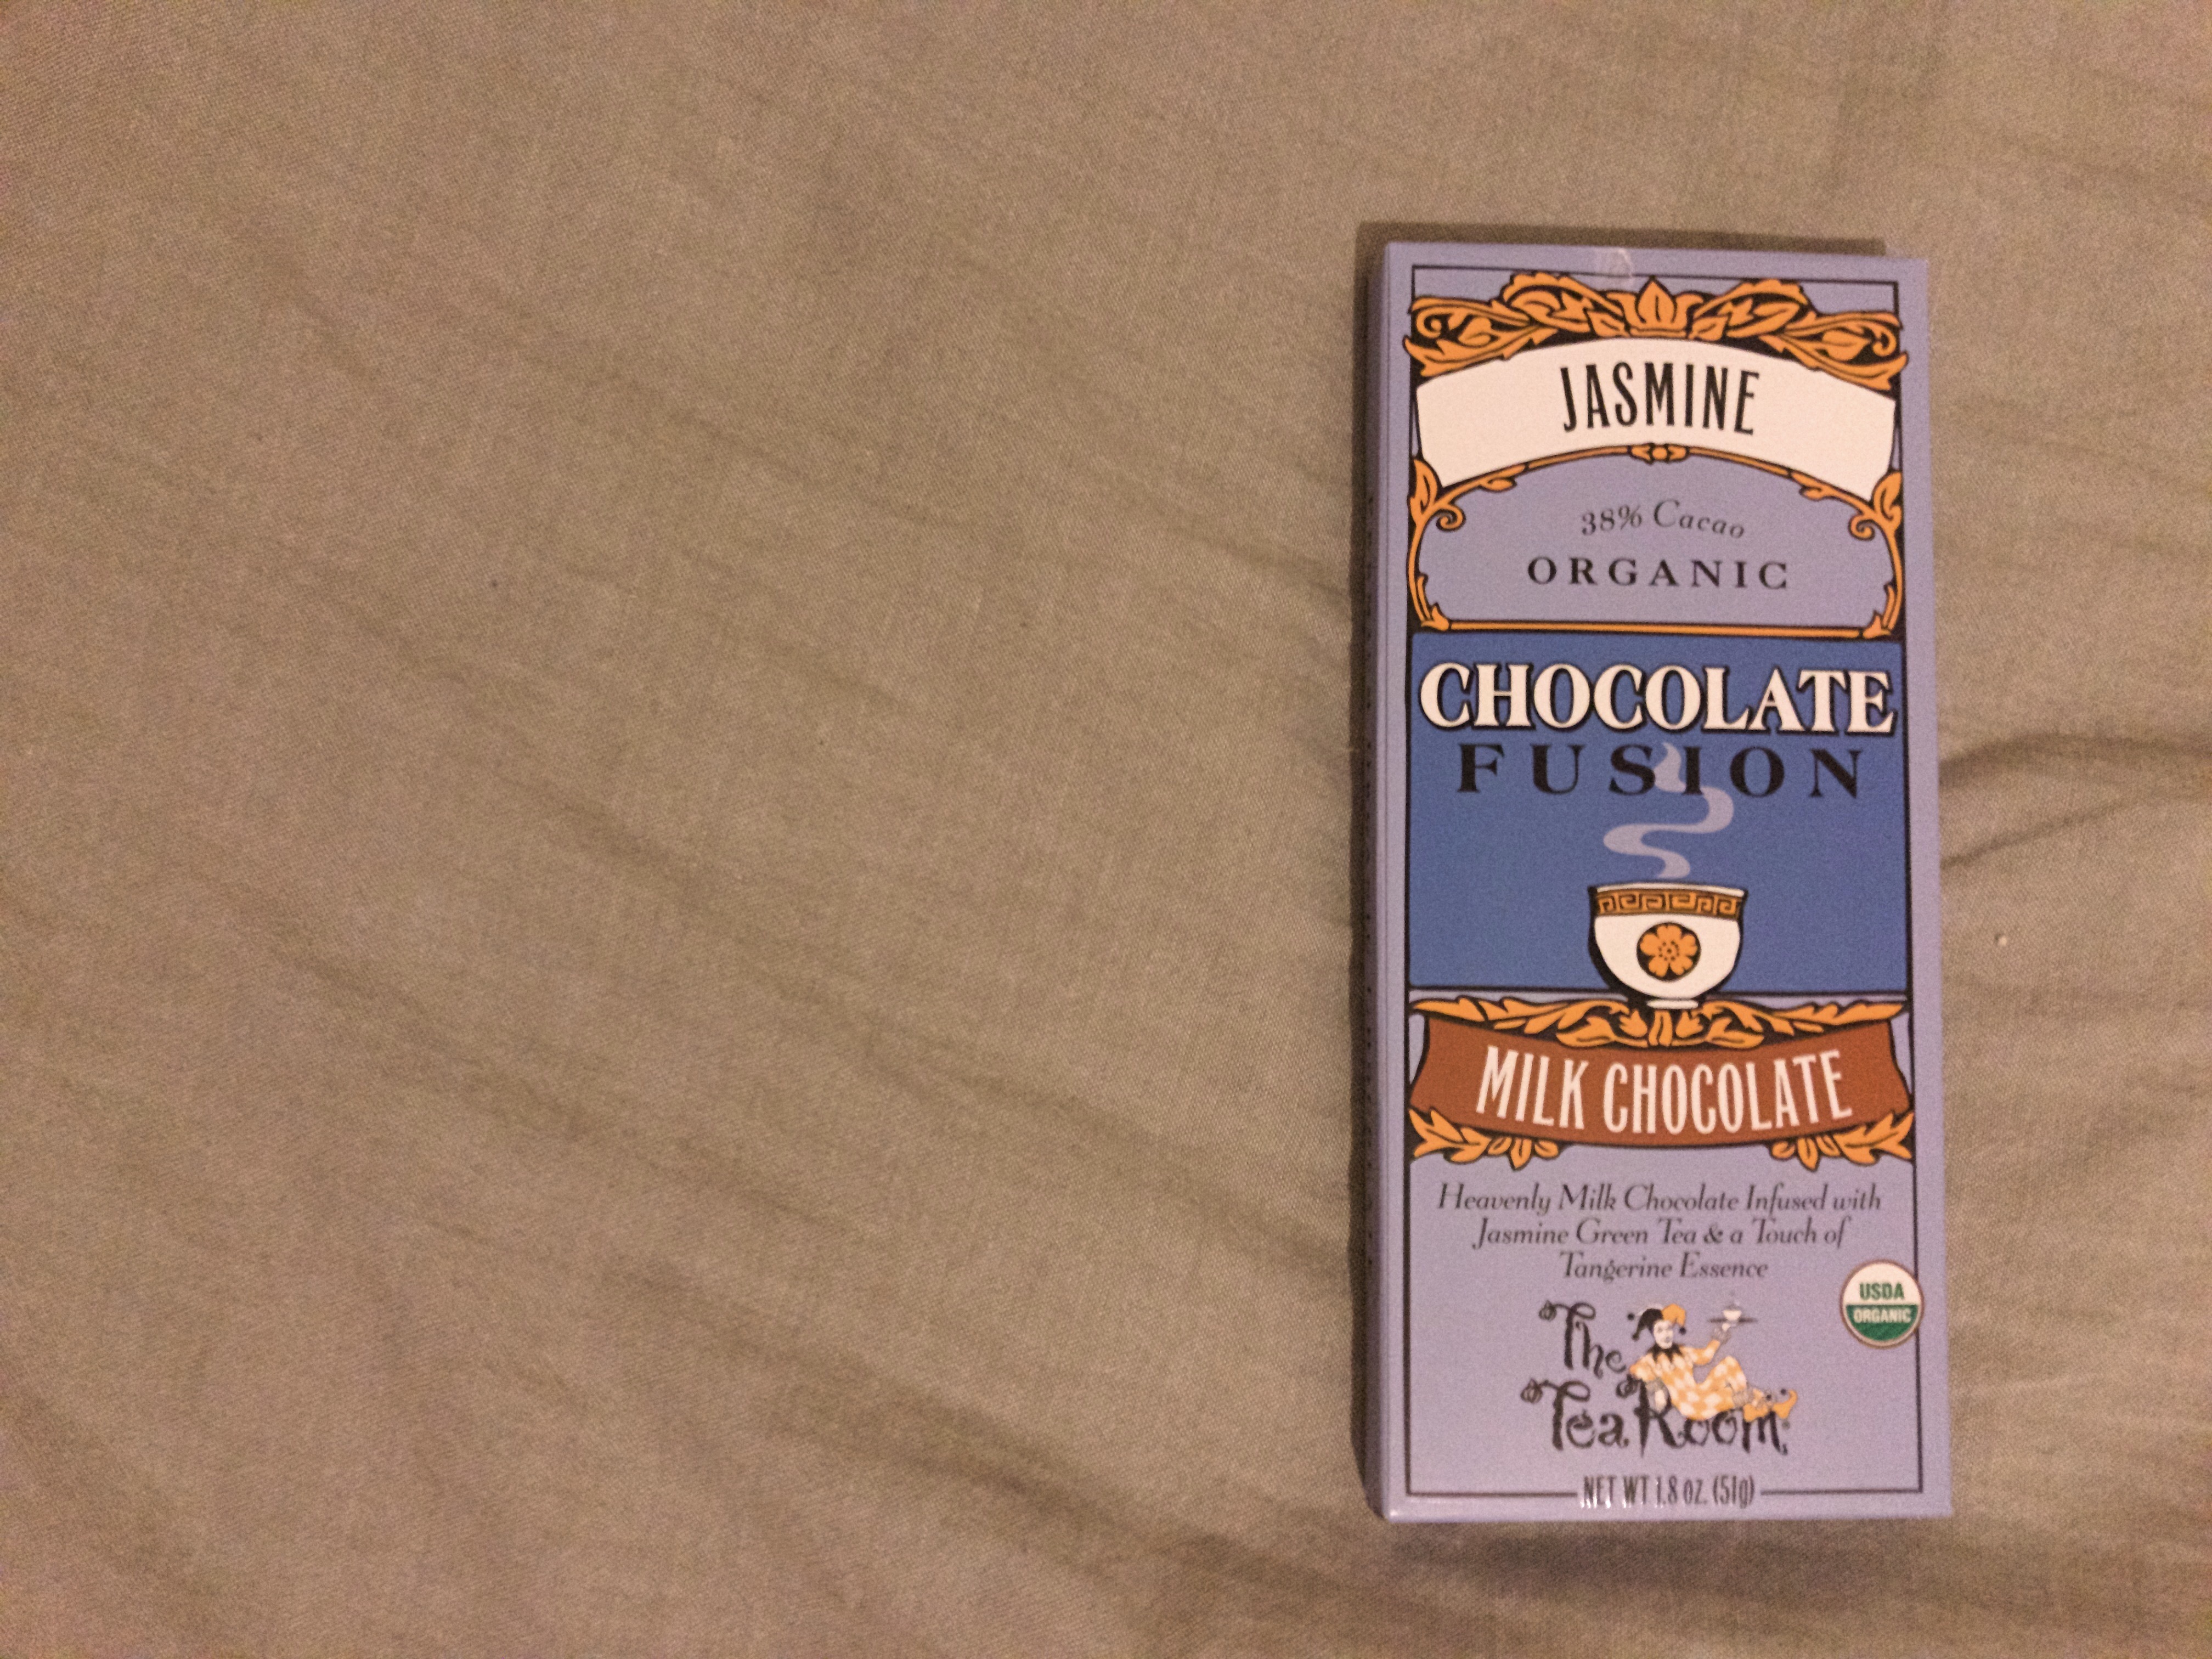 JASMINE
38% Cacao
ORGANIC
CHOCOLATE
FUSION
MILK CHOCOLATE
Heavenly Milk Chocolate Infused with
Jasmine Green Tea & a Touch of
Tangerine Essence
USDA
ORGANIC
The
Tea Room
NET WT 1.8 oz. (51g)